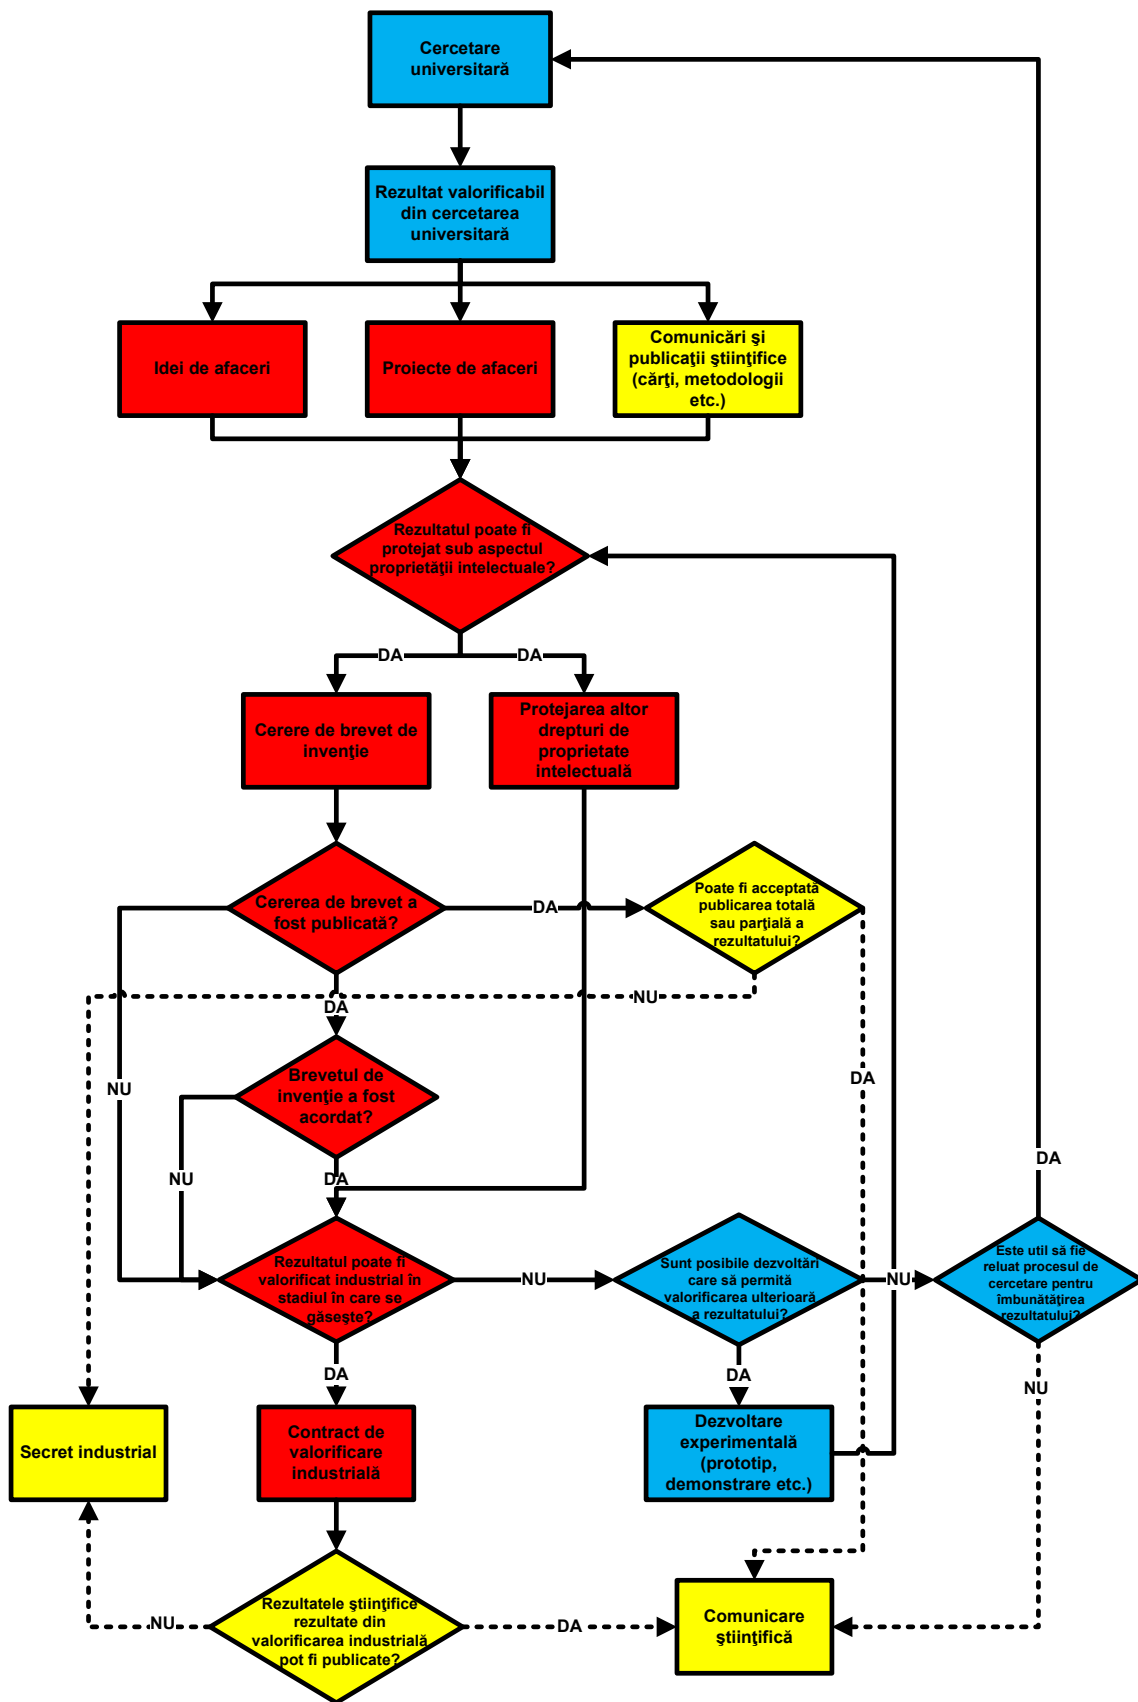 Cercetare
universitară
Rezultat valorificabil
din cercetarea
universitară
Idei de afaceri
Proiecte de afaceri
Comunicări şi
publicaţii ştiinţifice
(cărţi, metodologii
etc.)
Rezultatul poate fi
protejat sub aspectul
proprietăţii intelectuale?
DA
DA
Cerere de brevet de
invenţie
Protejarea altor
drepturi de
proprietate
intelectuală
Cererea de brevet a
fost publicată?
DA
Poate fi acceptată
publicarea totală
sau parţială a
rezultatului?
NU
DA
NU
DA
Brevetul de
invenţie a fost
acordat?
NU
DA
DA
Rezultatul poate fi
valorificat industrial în
stadiul în care se
găseşte?
NU
Sunt posibile dezvoltări
care să permită
valorificarea ulterioară
a rezultatului?
NU
Este util să fie
reluat procesul de
cercetare pentru
îmbunătăţirea
rezultatului?
DA
DA
NU
Secret industrial
Contract de
valorificare
industrială
Dezvoltare
experimentală
(prototip,
demonstrare etc.)
Rezultatele ştiinţifice
rezultate din
valorificarea industrială
pot fi publicate?
NU
DA
Comunicare
ştiinţifică